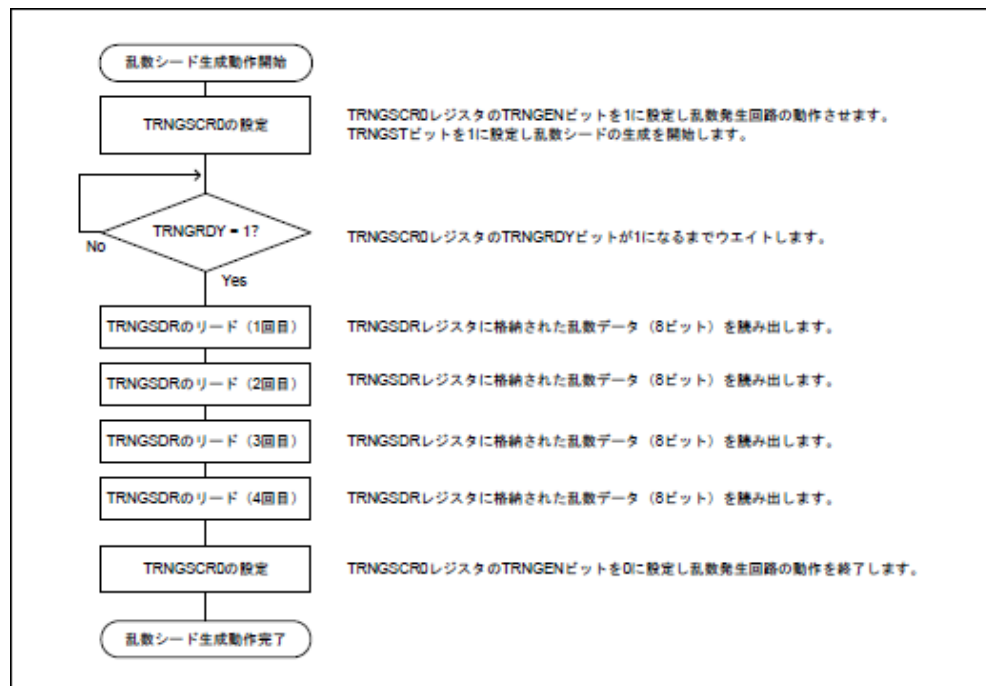 乱数シード生成動作開始
TRNGSCR0の設定
TRNGSCR0レジスタのTRNGENビットを1に設定し乱数発生回路の動作させます。
TRNGSTビットを1に設定し乱数シードの生成を開始します。
TRNGRDY = 1?
No
Yes
TRNGSCR0レジスタのTRNGRDYビットが1になるまでウエイトします。
TRNGSDRのリード（1回目）
TRNGSDRレジスタに格納された乱数データ（8ビット）を読み出します。
TRNGSDRのリード（2回目）
TRNGSDRレジスタに格納された乱数データ（8ビット）を読み出します。
TRNGSDRのリード（3回目）
TRNGSDRレジスタに格納された乱数データ（8ビット）を読み出します。
TRNGSDRのリード（4回目）
TRNGSDRレジスタに格納された乱数データ（8ビット）を読み出します。
TRNGSCR0の設定
TRNGSCR0レジスタのTRNGENビットを0に設定し乱数発生回路の動作を終了します。
乱数シード生成動作完了